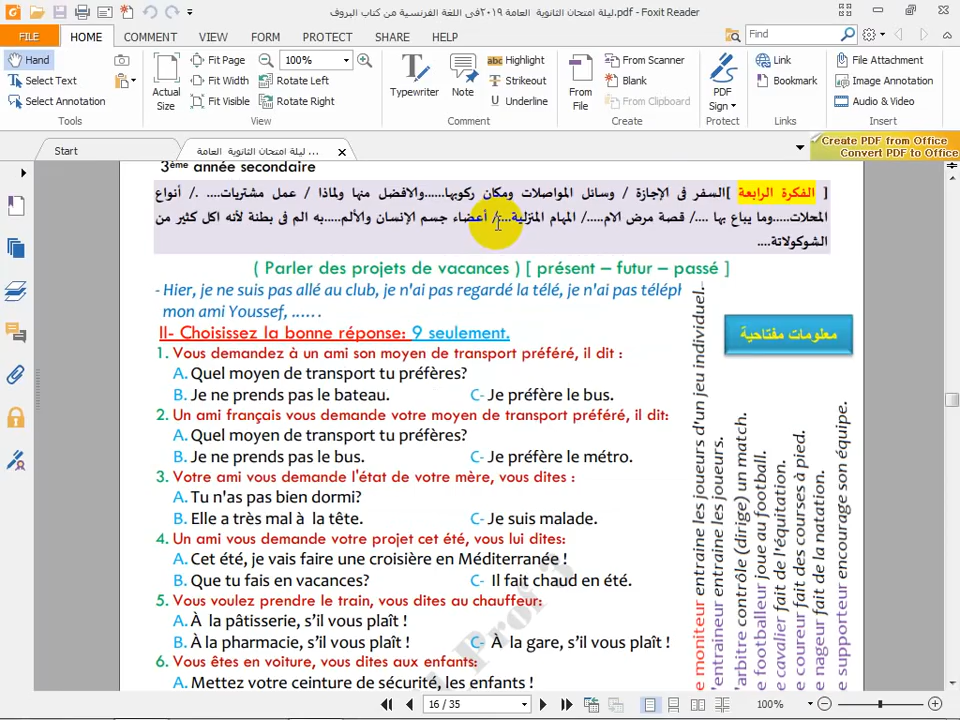 ليلة امتحان الثانوية العامة ٢٠١٩فى اللغة الفرنسية من كتاب البروف.pdf - Foxit Reader
FILE HOME COMMENT VIEW FORM PROTECT SHARE HELP Find
Hand Fit Page 100% Highlight From Scanner Link File Attachment
Select Text Fit Width Rotate Left Strikeout Blank Bookmark Image Annotation
Select Annotation Actual Size Fit Visible Rotate Right Typewriter Note Underline From File From Clipboard PDF Sign Audio & Video
Tools View Comment Create Protect Links Insert
Start ليلة امتحان الثانوية العامة ...
Create PDF from Office
Convert PDF to Office
3ème année secondaire
[ الفكرة الرابعة ]السفر فى الإجازة / وسائل المواصلات ومكان ركوبها......والافضل منها ولماذا / عمل مشتريات.... ./ أنواع
المحلات.....وما يباع بها ..../ قصة مرض الام...../ المهام المنزلية..../ أعضاء جسم الإنسان والألم.....به الم فى بطنة لأنه اكل كثير من
الشوكولاتة....
( Parler des projets de vacances ) [ présent – futur – passé ]
- Hier, je ne suis pas allé au club, je n'ai pas regardé la télé, je n'ai pas téléph
mon ami Youssef, ...... .
II- Choisissez la bonne réponse: 9 seulement.
معلومات مفتاحية
1. Vous demandez à un ami son moyen de transport préféré, il dit :
A. Quel moyen de transport tu préfères?
B. Je ne prends pas le bateau. C- Je préfère le bus.
2. Un ami français vous demande votre moyen de transport préféré, il dit:
A. Quel moyen de transport tu préfères?
B. Je ne prends pas le bus. C- Je préfère le métro.
3. Votre ami vous demande l'état de votre mère, vous dites :
A. Tu n'as pas bien dormi?
B. Elle a très mal à la tête. C- Je suis malade.
4. Un ami vous demande votre projet cet été, vous lui dites:
A. Cet été, je vais faire une croisière en Méditerranée !
B. Que tu fais en vacances? C- Il fait chaud en été.
5. Vous voulez prendre le train, vous dites au chauffeur:
A. À la pâtisserie, s'il vous plaît !
B. À la pharmacie, s'il vous plaît ! C- À la gare, s'il vous plaît !
6. Vous êtes en voiture, vous dites aux enfants:
A. Mettez votre ceinture de sécurité, les enfants !
e moniteur entraine les joueurs d'un jeu individuel.
'entraineur entraine les joueurs.
'arbitre contrôle (dirige) un match.
e footballeur joue au football.
e cavalier fait de l'équitation.
e coureur fait des courses à pied.
e nageur fait de la natation.
e supporteur encourage son équipe.
16 / 35 100%